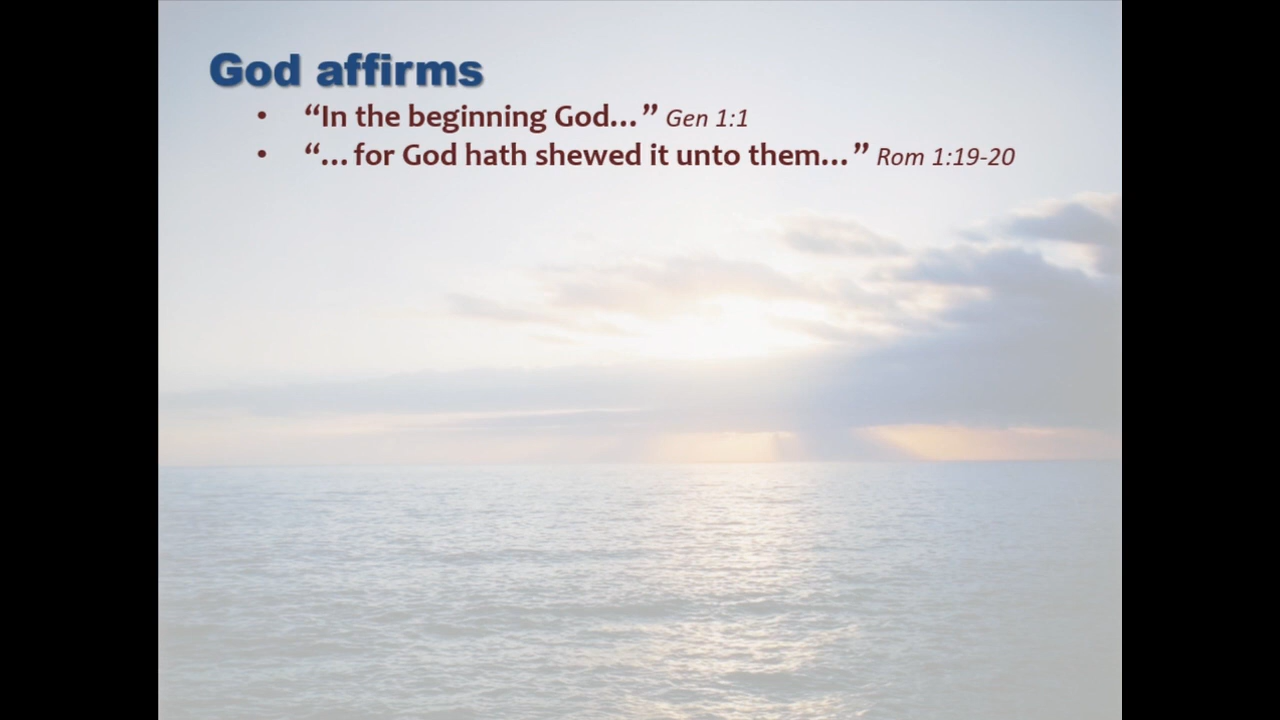 God affirms
• “In the beginning God…” Gen 1:1
• “… for God hath shewed it unto them…” Rom 1:19-20